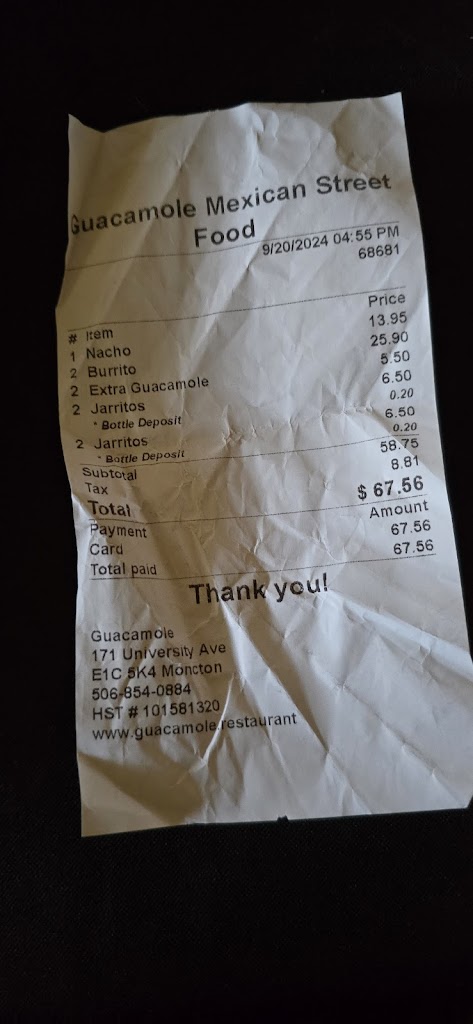 Guacamole Mexican Street
Food
9/20/2024 04:55 PM
68681
# Item Price
1 Nacho 13.95
2 Burrito 25.90
2 Extra Guacamole 5.50
2 Jarritos 6.50
* Bottle Deposit 0.20
2 Jarritos 6.50
* Bottle Deposit 0.20
Subtotal 58.75
Tax 8.81
Total $ 67.56
Payment Amount
Card 67.56
Total paid 67.56
Thank you!
Guacamole
171 University Ave
E1C 5K4 Moncton
506-854-0884
HST # 101581320
www.guacamole.restaurant